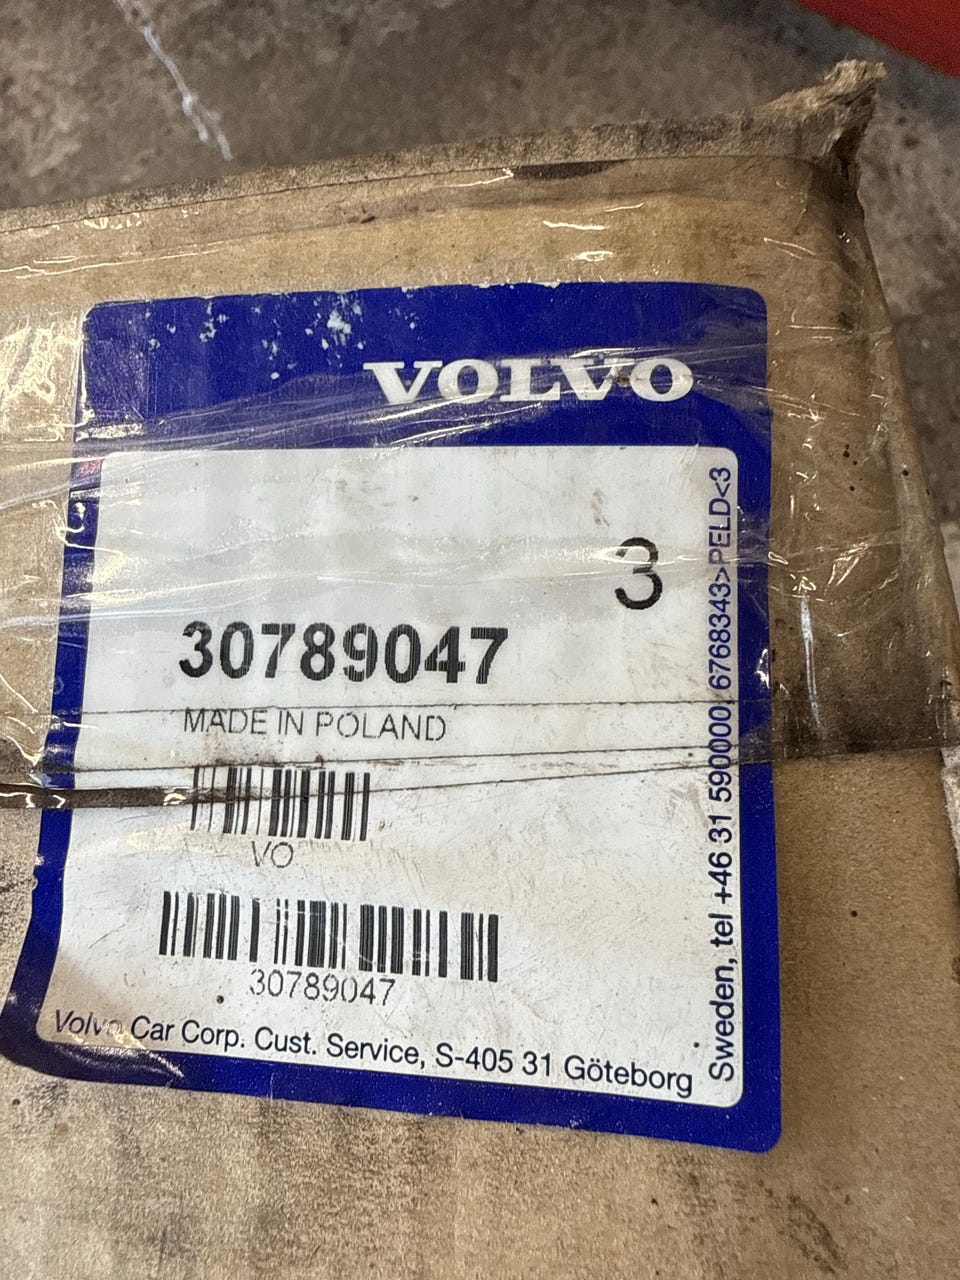 VOLVO
3
30789047
MADE IN POLAND
VO
30789047
Volvo Car Corp. Cust. Service, S-405 31 Göteborg
Sweden, tel +46 31 590000 6768343>PELD<3